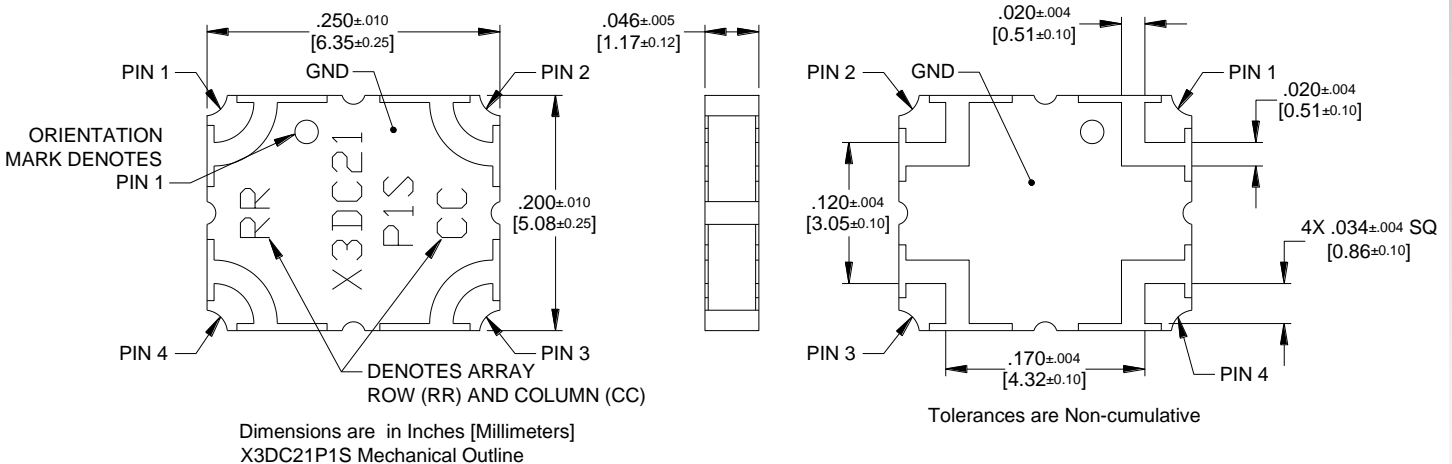 .250±.010
[6.35±0.25]
PIN 1
GND
PIN 2
ORIENTATION
MARK DENOTES
PIN 1
RR
X3DC21
P1S
CC
.200±.010
[5.08±0.25]
PIN 4
PIN 3
DENOTES ARRAY
ROW (RR) AND COLUMN (CC)
Dimensions are in Inches [Millimeters]
X3DC21P1S Mechanical Outline
.046±.005
[1.17±0.12]
.020±.004
[0.51±0.10]
PIN 2
GND
PIN 1
.020±.004
[0.51±0.10]
.120±.004
[3.05±0.10]
4X .034±.004 SQ
[0.86±0.10]
PIN 3
.170±.004
[4.32±0.10]
PIN 4
Tolerances are Non-cumulative